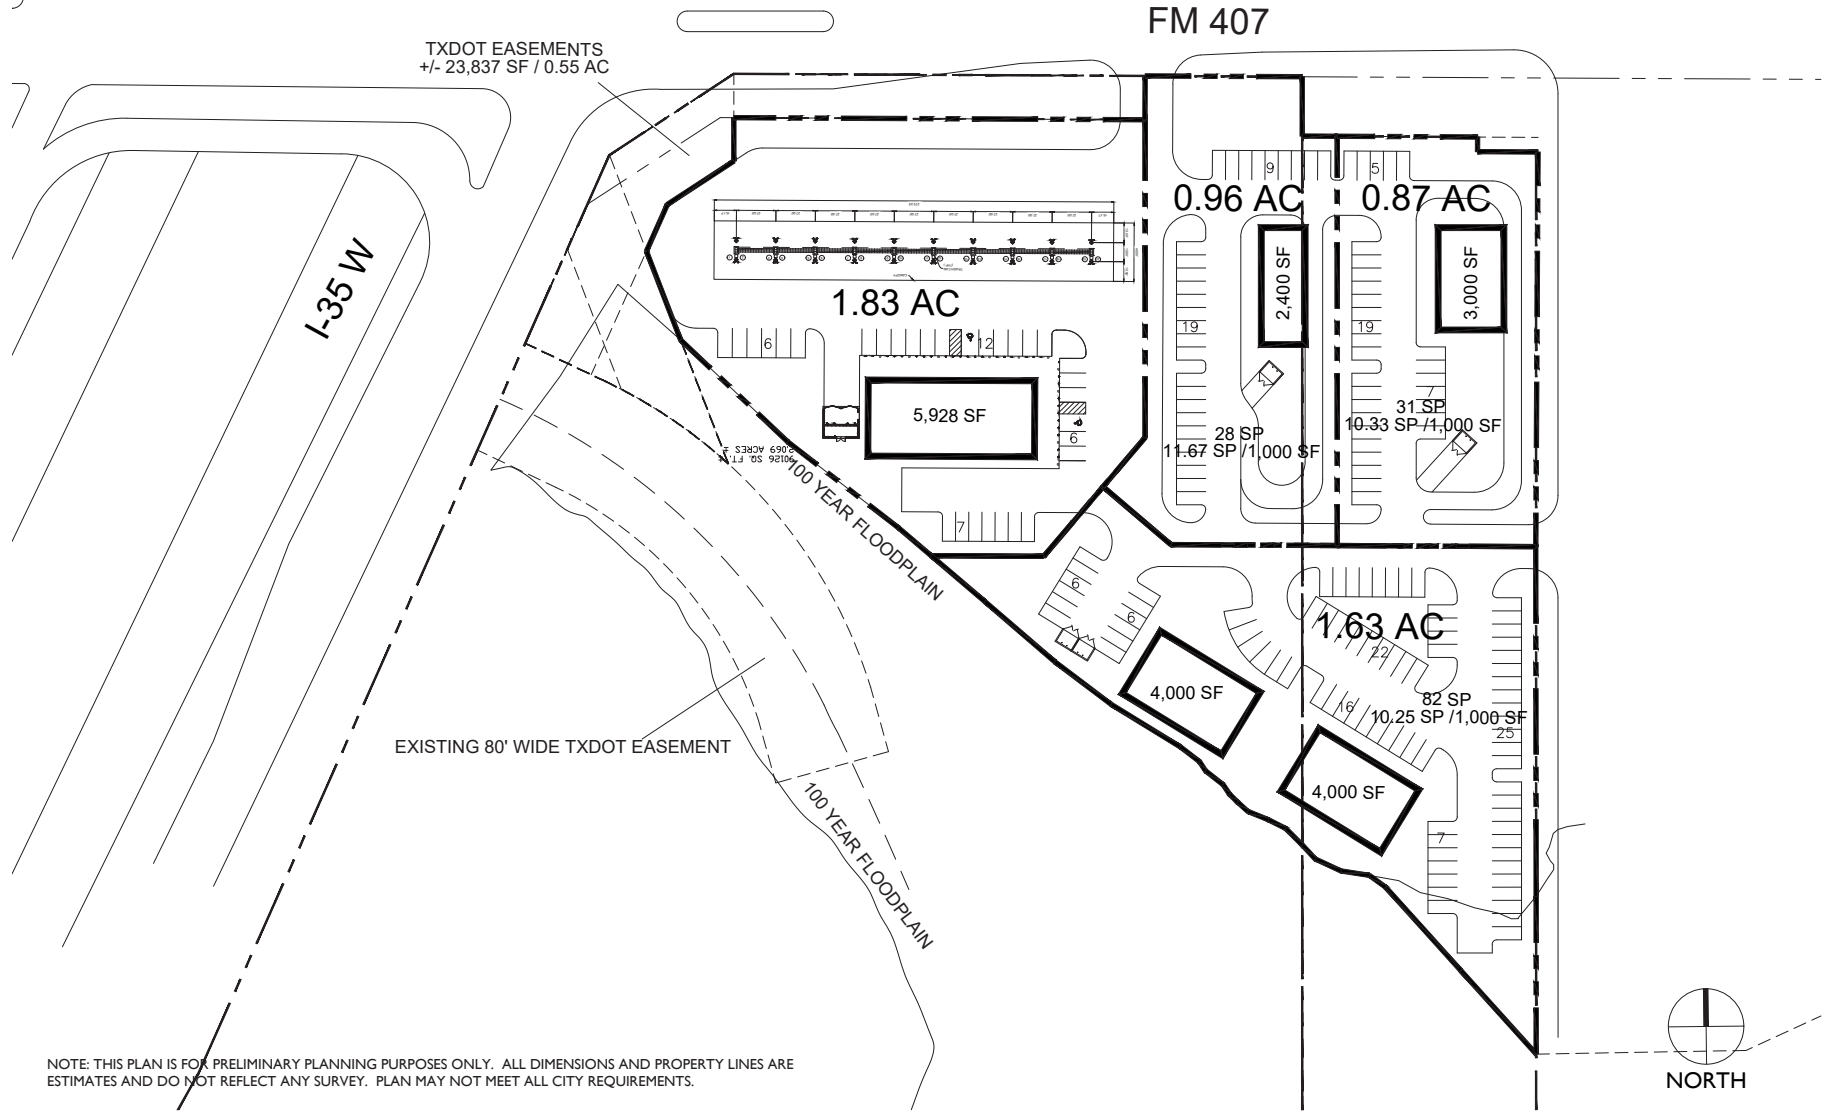 FM 407
TXDOT EASEMENTS
+/- 23,837 SF / 0.55 AC
I-35 W
1.83 AC
6
12
5,928 SF
6
7
90126 SQ. FT.±
2.069 ACRES ±
100 YEAR FLOODPLAIN
9
0.96 AC
2,400 SF
19
28 SP
11.67 SP /1,000 SF
5
0.87 AC
3,000 SF
19
7
31 SP
10.33 SP /1,000 SF
6
6
1.63 AC
22
4,000 SF
16
82 SP
10.25 SP /1,000 SF
25
4,000 SF
7
EXISTING 80' WIDE TXDOT EASEMENT
100 YEAR FLOODPLAIN
NOTE: THIS PLAN IS FOR PRELIMINARY PLANNING PURPOSES ONLY. ALL DIMENSIONS AND PROPERTY LINES ARE
ESTIMATES AND DO NOT REFLECT ANY SURVEY. PLAN MAY NOT MEET ALL CITY REQUIREMENTS.
NORTH